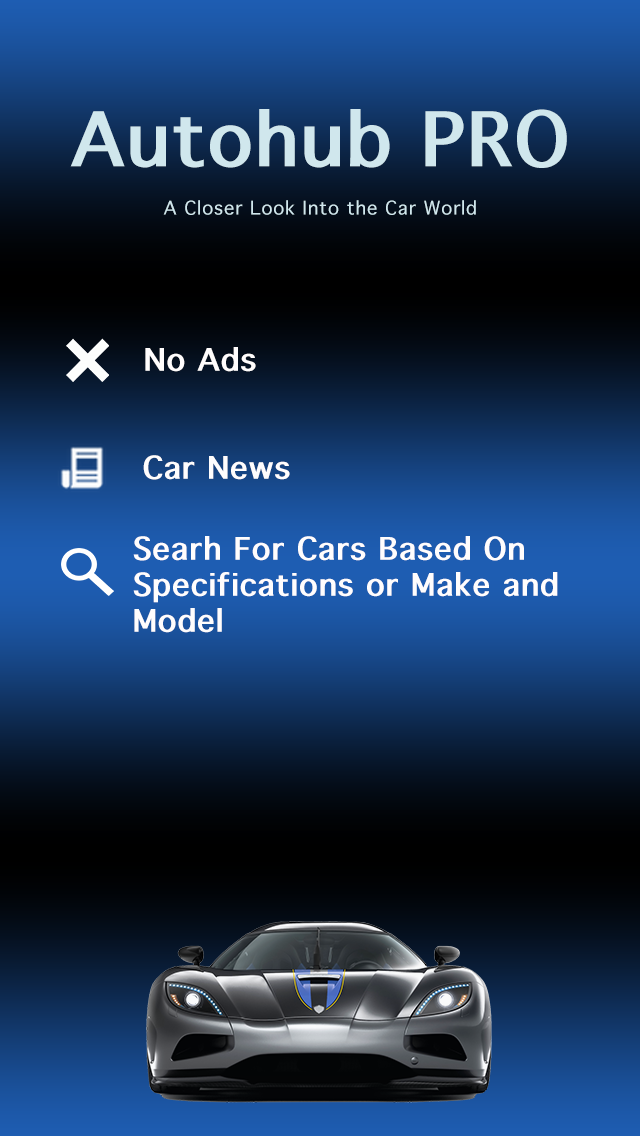 Autohub PRO
A Closer Look Into the Car World
No Ads
Car News
Searh For Cars Based On
Specifications or Make and
Model